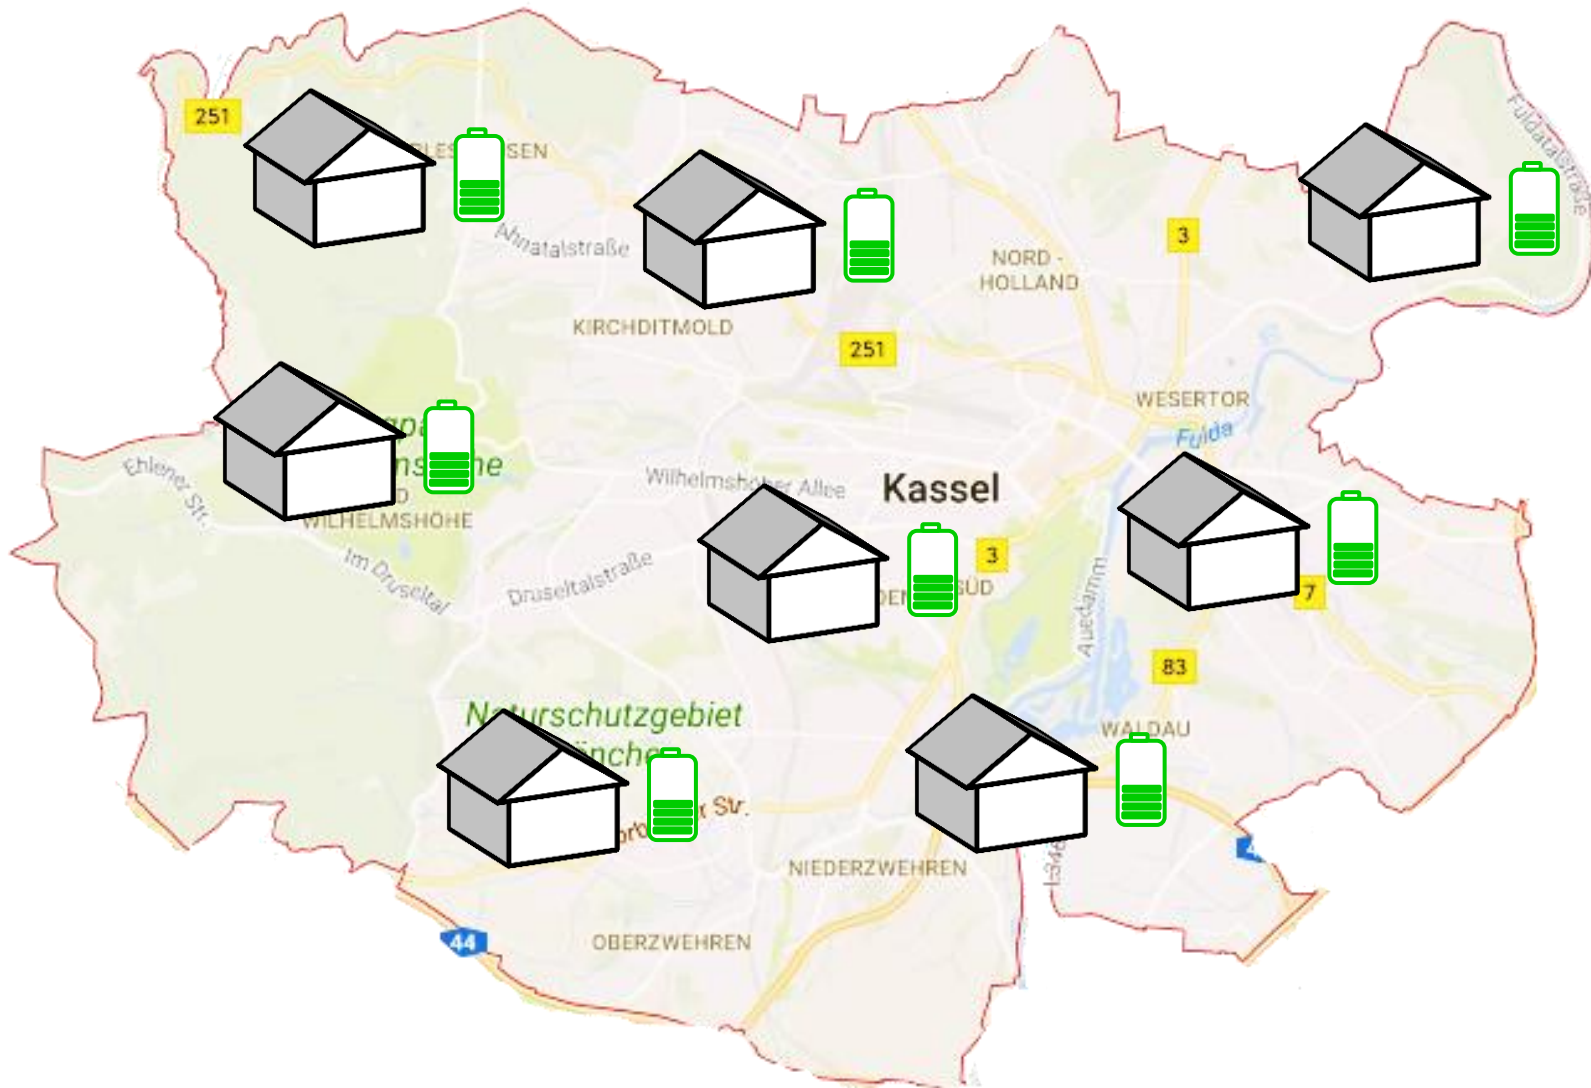 251
Ahnatalstraße
Fuldatalstraße
3
NORD -
HOLLAND
KIRCHDITMOLD
251
WESERTOR
Fulda
Ehlener Str.
WILHELMSHÖHE
Wilhelmshöher Allee
Kassel
Im Druseltal
Druseltalstraße
3
SÜD
7
Auedamm
83
Naturschutzgebiet
WALDAU
Str.
NIEDERZWEHREN
44
OBERZWEHREN